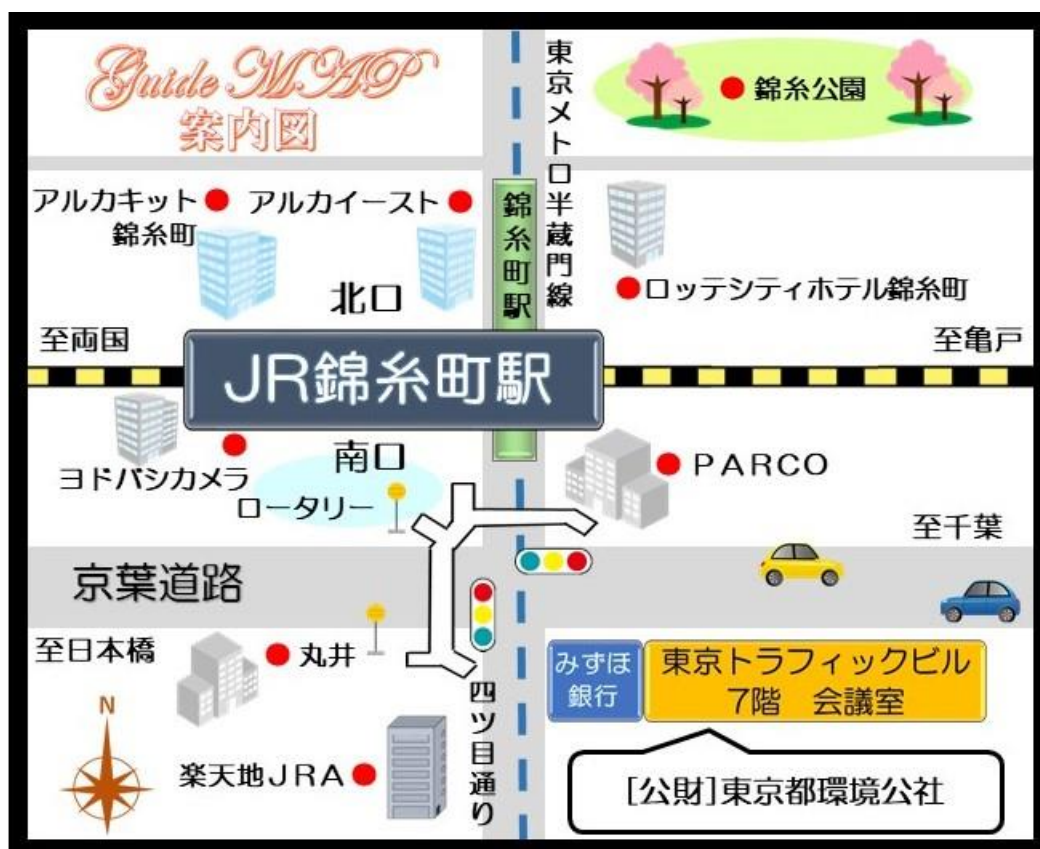 Guide MAP
案内図
東京メトロ半蔵門線
錦糸公園
アルカキット
錦糸町
アルカイースト
錦糸町駅
ロッテシティホテル錦糸町
北口
至両国
至亀戸
JR錦糸町駅
南口
ヨドバシカメラ
ロータリー
PARCO
至千葉
京葉道路
至日本橋
丸井
みずほ
銀行
東京トラフィックビル
7階 会議室
四ツ目通り
N
楽天地JRA
[公財]東京都環境公社